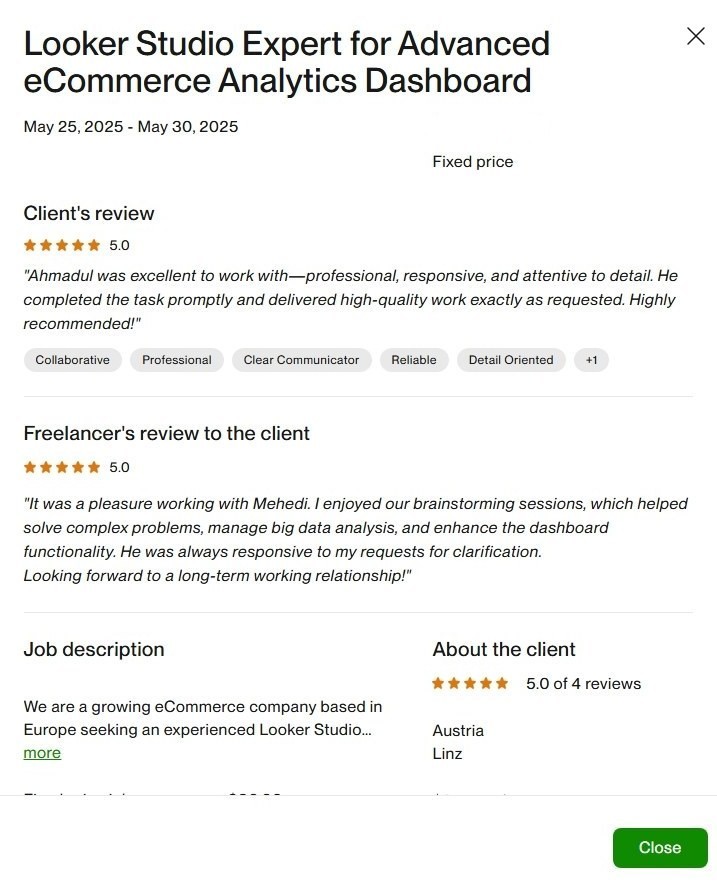 Looker Studio Expert for Advanced
eCommerce Analytics Dashboard
May 25, 2025 - May 30, 2025
Fixed price
Client's review
5.0
"Ahmadul was excellent to work with—professional, responsive, and attentive to detail. He
completed the task promptly and delivered high-quality work exactly as requested. Highly
recommended!"
Collaborative
Professional
Clear Communicator
Reliable
Detail Oriented
+1
Freelancer's review to the client
5.0
"It was a pleasure working with Mehedi. I enjoyed our brainstorming sessions, which helped
solve complex problems, manage big data analysis, and enhance the dashboard
functionality. He was always responsive to my requests for clarification.
Looking forward to a long-term working relationship!"
Job description
About the client
5.0 of 4 reviews
We are a growing eCommerce company based in
Europe seeking an experienced Looker Studio...
more
Austria
Linz
Close